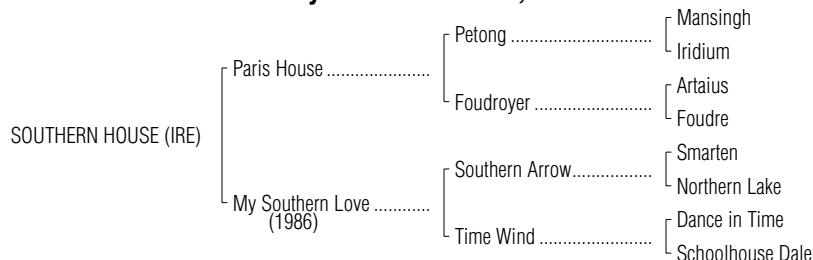 Mansingh
Petong
Iridium
Paris House
Artaius
Foudroyer
Foudre
SOUTHERN HOUSE (IRE)
Smarten
Southern Arrow
Northern Lake
My Southern Love
(1986)
Dance in Time
Time Wind
Schoolhouse Dale